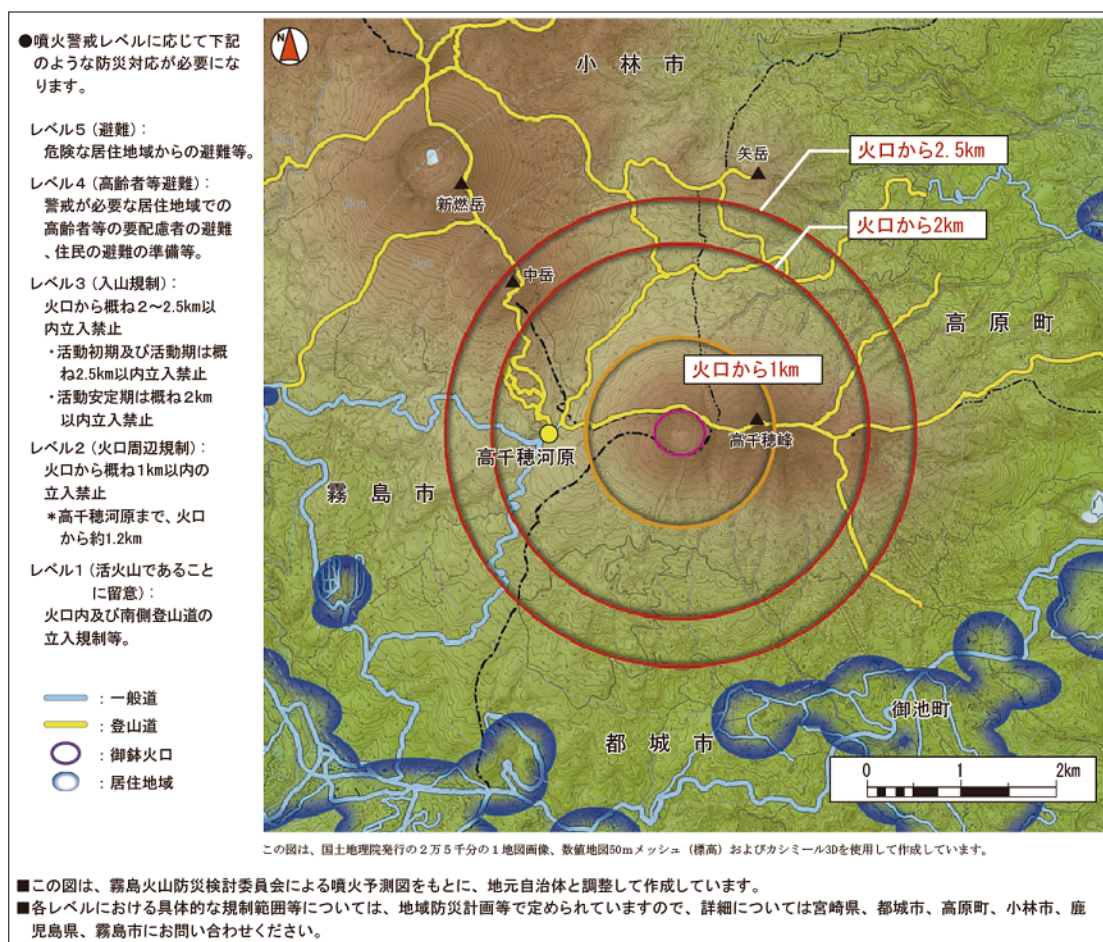 ●噴火警戒レベルに応じて下記
のような防災対応が必要にな
ります。
レベル5(避難):
危険な居住地域からの避難等。
レベル4(高齢者等避難):
警戒が必要な居住地域での
高齢者等の要配慮者の避難
、住民の避難の準備等。
レベル3(入山規制):
火口から概ね2~2.5km以
内立入禁止
・活動初期及び活動期は概
ね2.5km以内立入禁止
・活動安定期は概ね2km
以内立入禁止
レベル2(火口周辺規制):
火口から概ね1km以内の
立入禁止
*高千穂河原まで、火口
から約1.2km
レベル1(活火山であること
に留意):
火口内及び南側登山道の
立入規制等。
:一般道
:登山道
:御鉢火口
:居住地域
小林市
矢岳
火口から2.5km
新燃岳
火口から2km
中岳
高原町
火口から1km
高千穂峰
高千穂河原
霧島市
御池町
都城市
0 1 2km
この図は、国土地理院発行の2万5千分の1地図画像、数値地図50mメッシュ(標高)およびカシミール3Dを使用して作成しています。
■この図は、霧島火山防災検討委員会による噴火予測図をもとに、地元自治体と調整して作成しています。
■各レベルにおける具体的な規制範囲等については、地域防災計画等で定められていますので、詳細については宮崎県、都城市、高原町、小林市、鹿
児島県、霧島市にお問い合わせください。